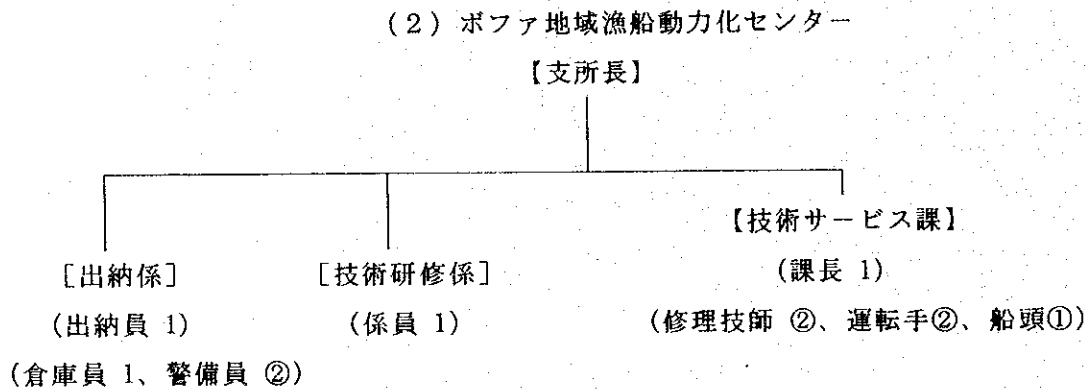 (2) ボファ地域漁船動力化センター
【支所長】
【技術サービス課】
[出納係] [技術研修係] (課長 1)
(出納員 1) (係員 1) (修理技師 ②、運転手②、船頭①)
(倉庫員 1、警備員 ②)